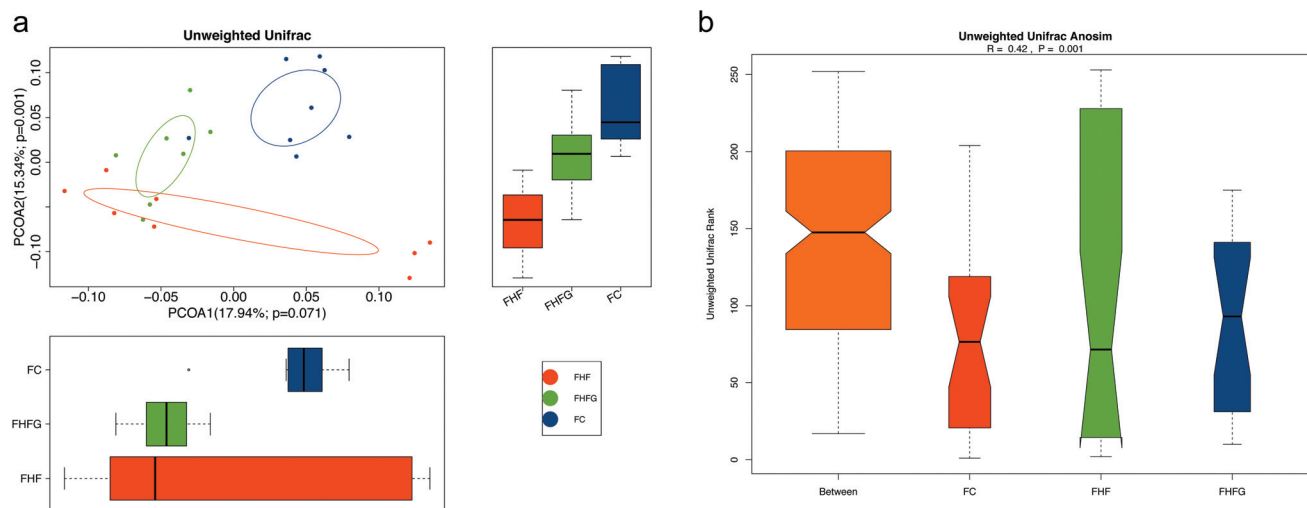 a
Unweighted Unifrac
PCOA2(15.34%; p=0.001)
0.10
0.05
0.00
−0.10
−0.10
−0.05
0.00
0.05
0.10
PCOA1(17.94%; p=0.071)
FHF
FHFG
FC
FC
FHFG
FHF
FHF
FHFG
FC
b
Unweighted Unifrac Anosim
R = 0.42 , P = 0.001
Unweighted Unifrac Rank
250
200
150
100
50
0
Between
FC
FHF
FHFG